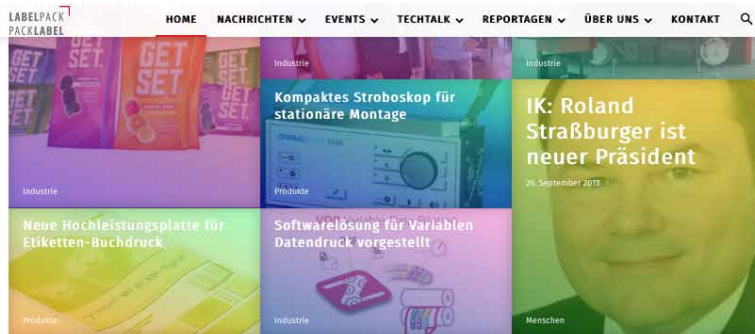 LABELPACK
PACKLABEL
HOME NACHRICHTEN EVENTS TECHTALK REPORTAGEN ÜBER UNS KONTAKT
GET
SET.
GET
SET.
GET
SET.
Industrie
Industrie
Industrie
Kompaktes Stroboskop für
stationäre Montage
Produkte
IK: Roland
Straßburger ist
neuer Präsident
26. September 2018
Menschen
Neue Hochleistungsplatte für
Etiketten-Buchdruck
Produkte
Softwarelösung für Variablen
Datendruck vorgestellt
Industrie